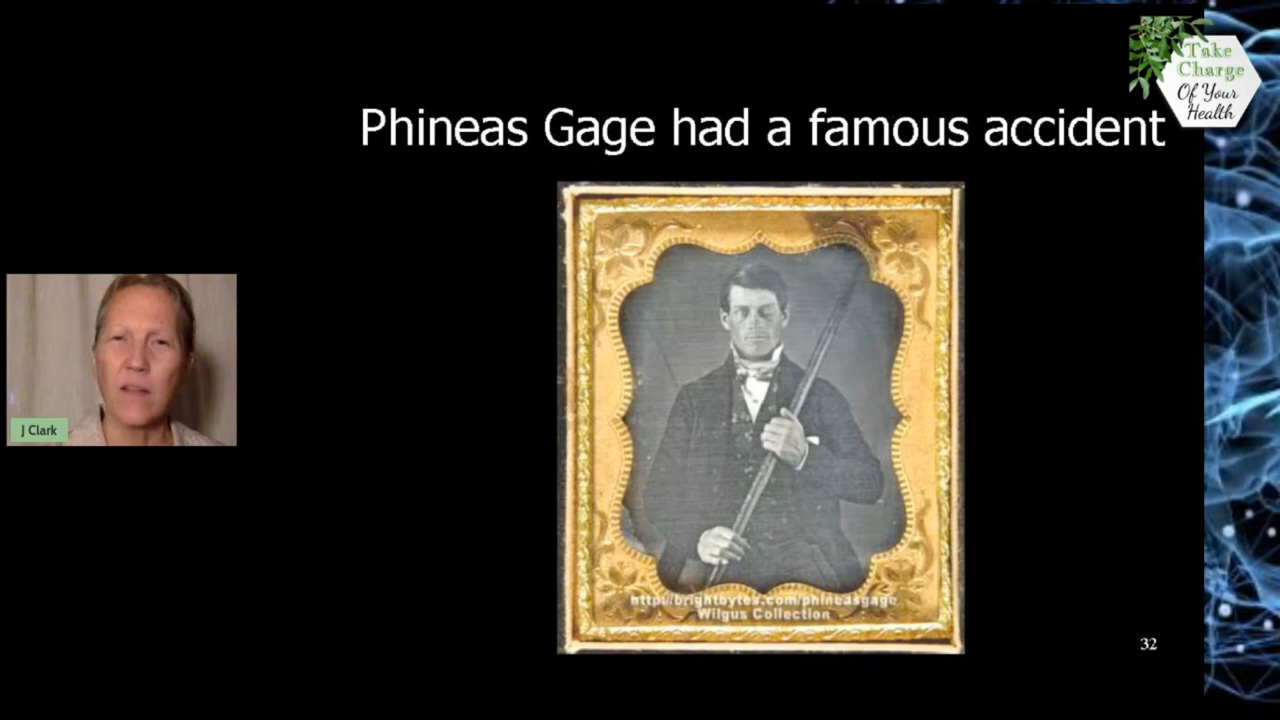 Take
Charge
Of Your
Health
Phineas Gage had a famous accident
J Clark
http://brightbytes.com/phineasgage
Wilgus Collection
32